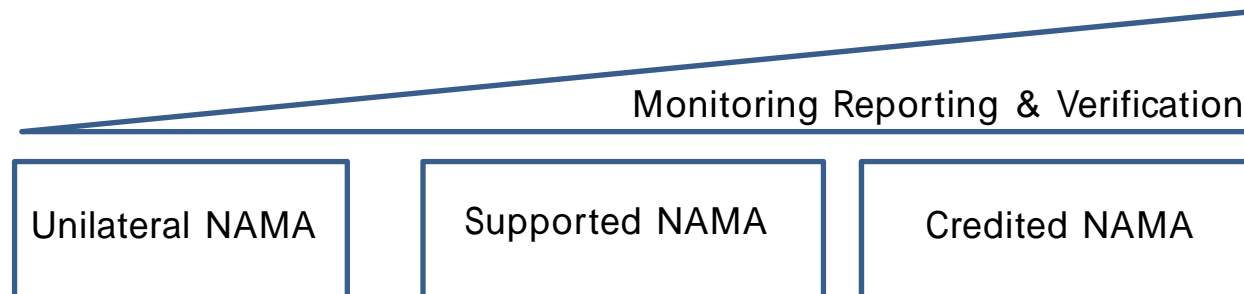 Monitoring Reporting & Verification
Unilateral NAMA
Supported NAMA
Credited NAMA